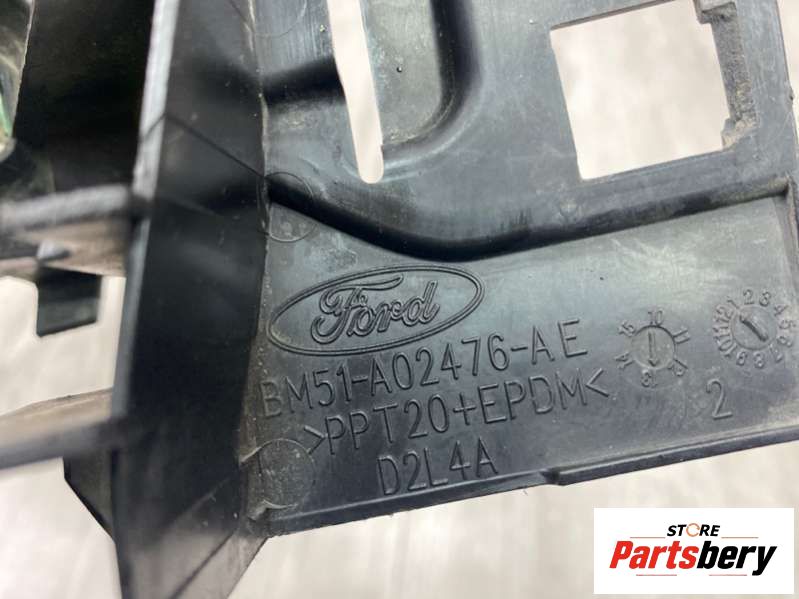 Ford
BM51-A02476-AE
>PPT20+EPDM<
D2L4A
2
STORE
Partsbery